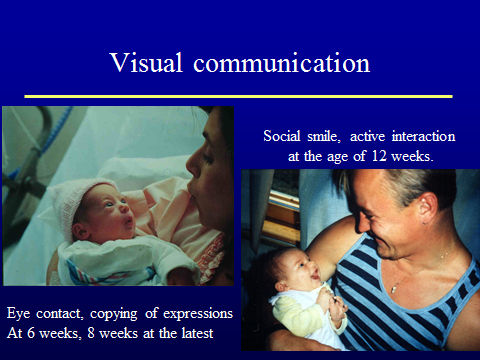 Visual communication
Social smile, active interaction
at the age of 12 weeks.
Eye contact, copying of expressions
At 6 weeks, 8 weeks at the latest